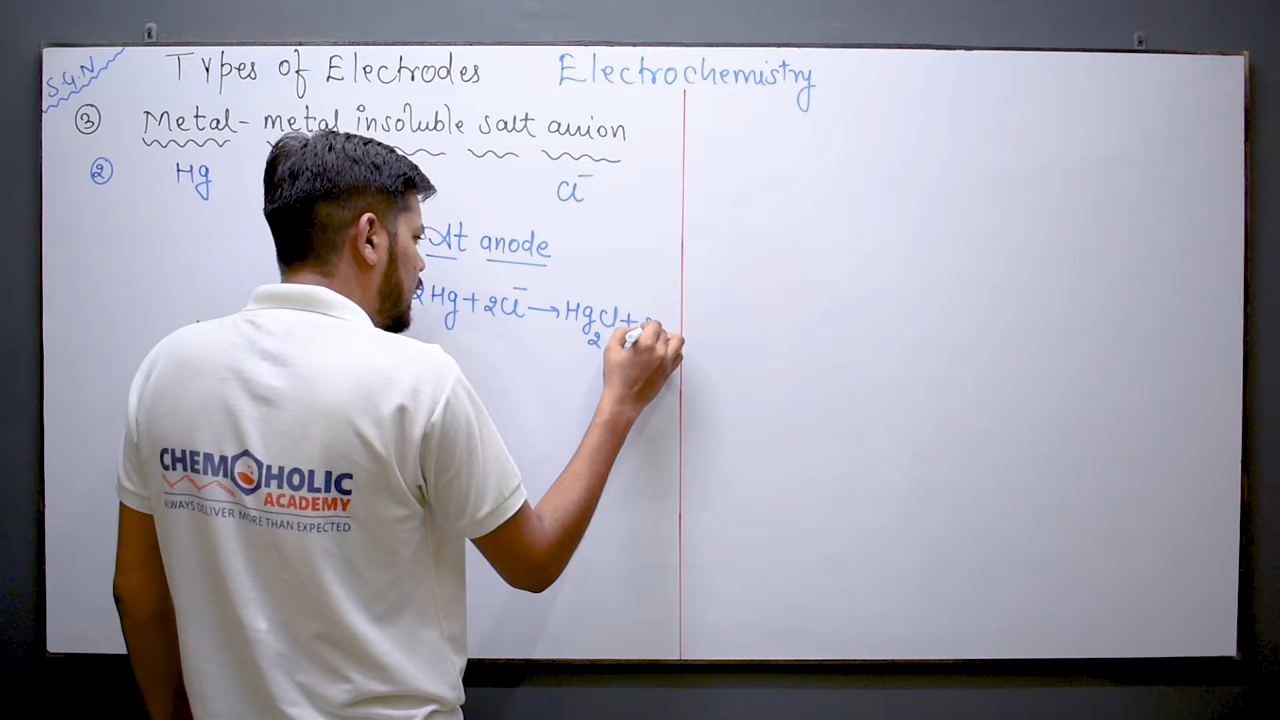 S.G.N
Types of Electrodes Electrochemistry
③ Metal - metal insoluble salt anion
② Hg Cl⁻
At anode
2Hg + 2Cl⁻ → Hg₂Cl +
CHEMOHOLIC
ACADEMY
ALWAYS DELIVER MORE THAN EXPECTED